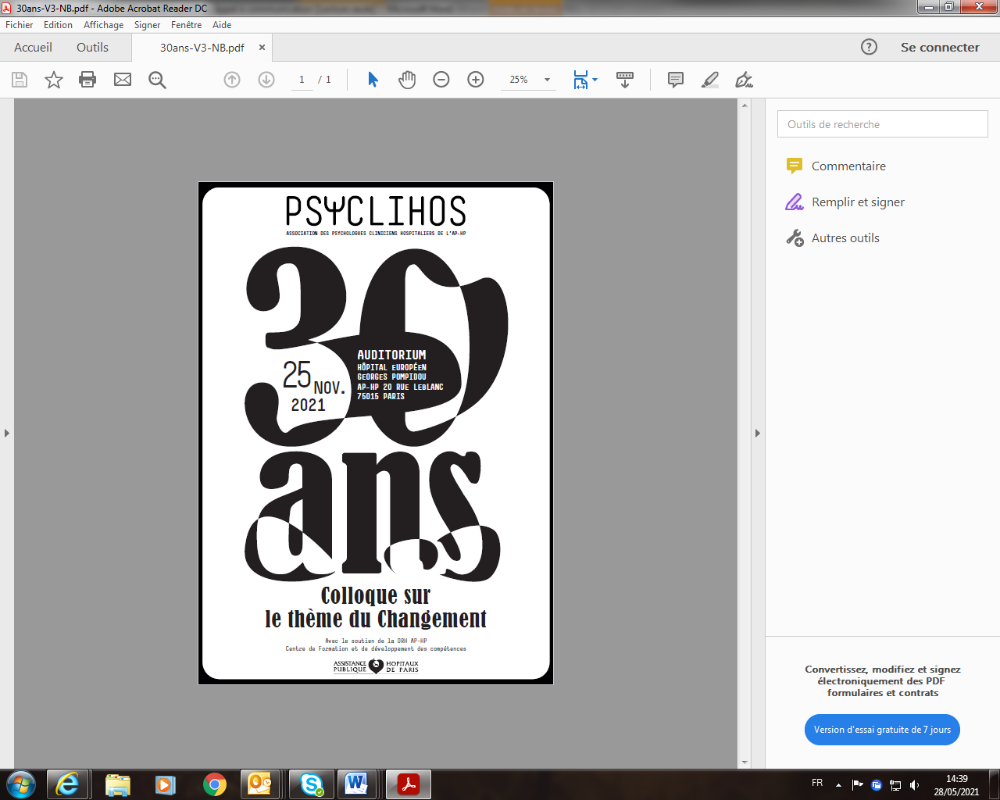 30ans-V3-NB.pdf - Adobe Acrobat Reader DC
Fichier Edition Affichage Signer Fenêtre Aide
Accueil Outils 30ans-V3-NB.pdf × ? Se connecter
1 / 1 25%
Outils de recherche
Commentaire
Remplir et signer
Autres outils
PSYCLIHOS
ASSOCIATION DES PSYCHOLOGUES CLINICIENS HOSPITALIERS DE L'AP-HP
30
25 NOV.
2021
AUDITORIUM
HÔPITAL EUROPÉEN
GEORGES POMPIDOU
AP-HP 20 RUE LEBLANC
75015 PARIS
ans
Colloque sur
le thème du Changement
Avec le soutien de la DRH AP-HP
Centre de Formation et de développement des compétences
ASSISTANCE HOPITAUX
PUBLIQUE DE PARIS
Convertissez, modifiez et signez
électroniquement des PDF
formulaires et contrats
Version d'essai gratuite de 7 jours
FR 14:39
28/05/2021